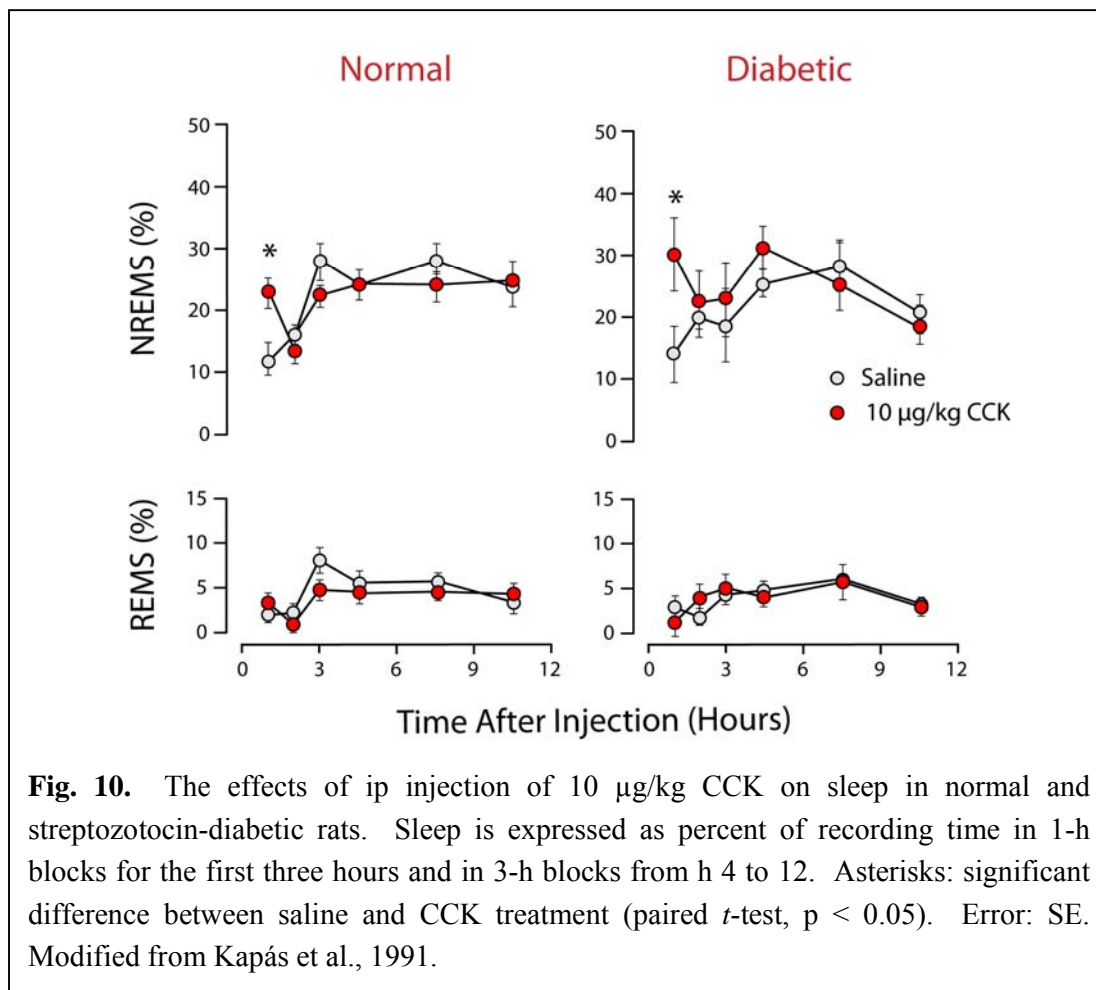 Normal
Diabetic
NREMS (%)
50
40
30
20
10
0
*
50
40
30
20
10
0
*
Saline
10 µg/kg CCK
REMS (%)
15
10
5
0
15
10
5
0
0 3 6 9 12
0 3 6 9 12
Time After Injection (Hours)
Fig. 10. The effects of ip injection of 10 µg/kg CCK on sleep in normal and
streptozotocin-diabetic rats. Sleep is expressed as percent of recording time in 1-h
blocks for the first three hours and in 3-h blocks from h 4 to 12. Asterisks: significant
difference between saline and CCK treatment (paired t-test, p < 0.05). Error: SE.
Modified from Kapás et al., 1991.